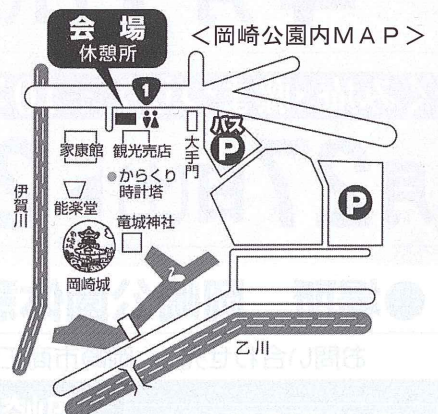 会場
休憩所
＜岡崎公園内ＭＡＰ＞
1
バス
P
大手門
家康館
観光売店
からくり
時計塔
P
伊賀川
能楽堂
竜城神社
岡崎城
乙川